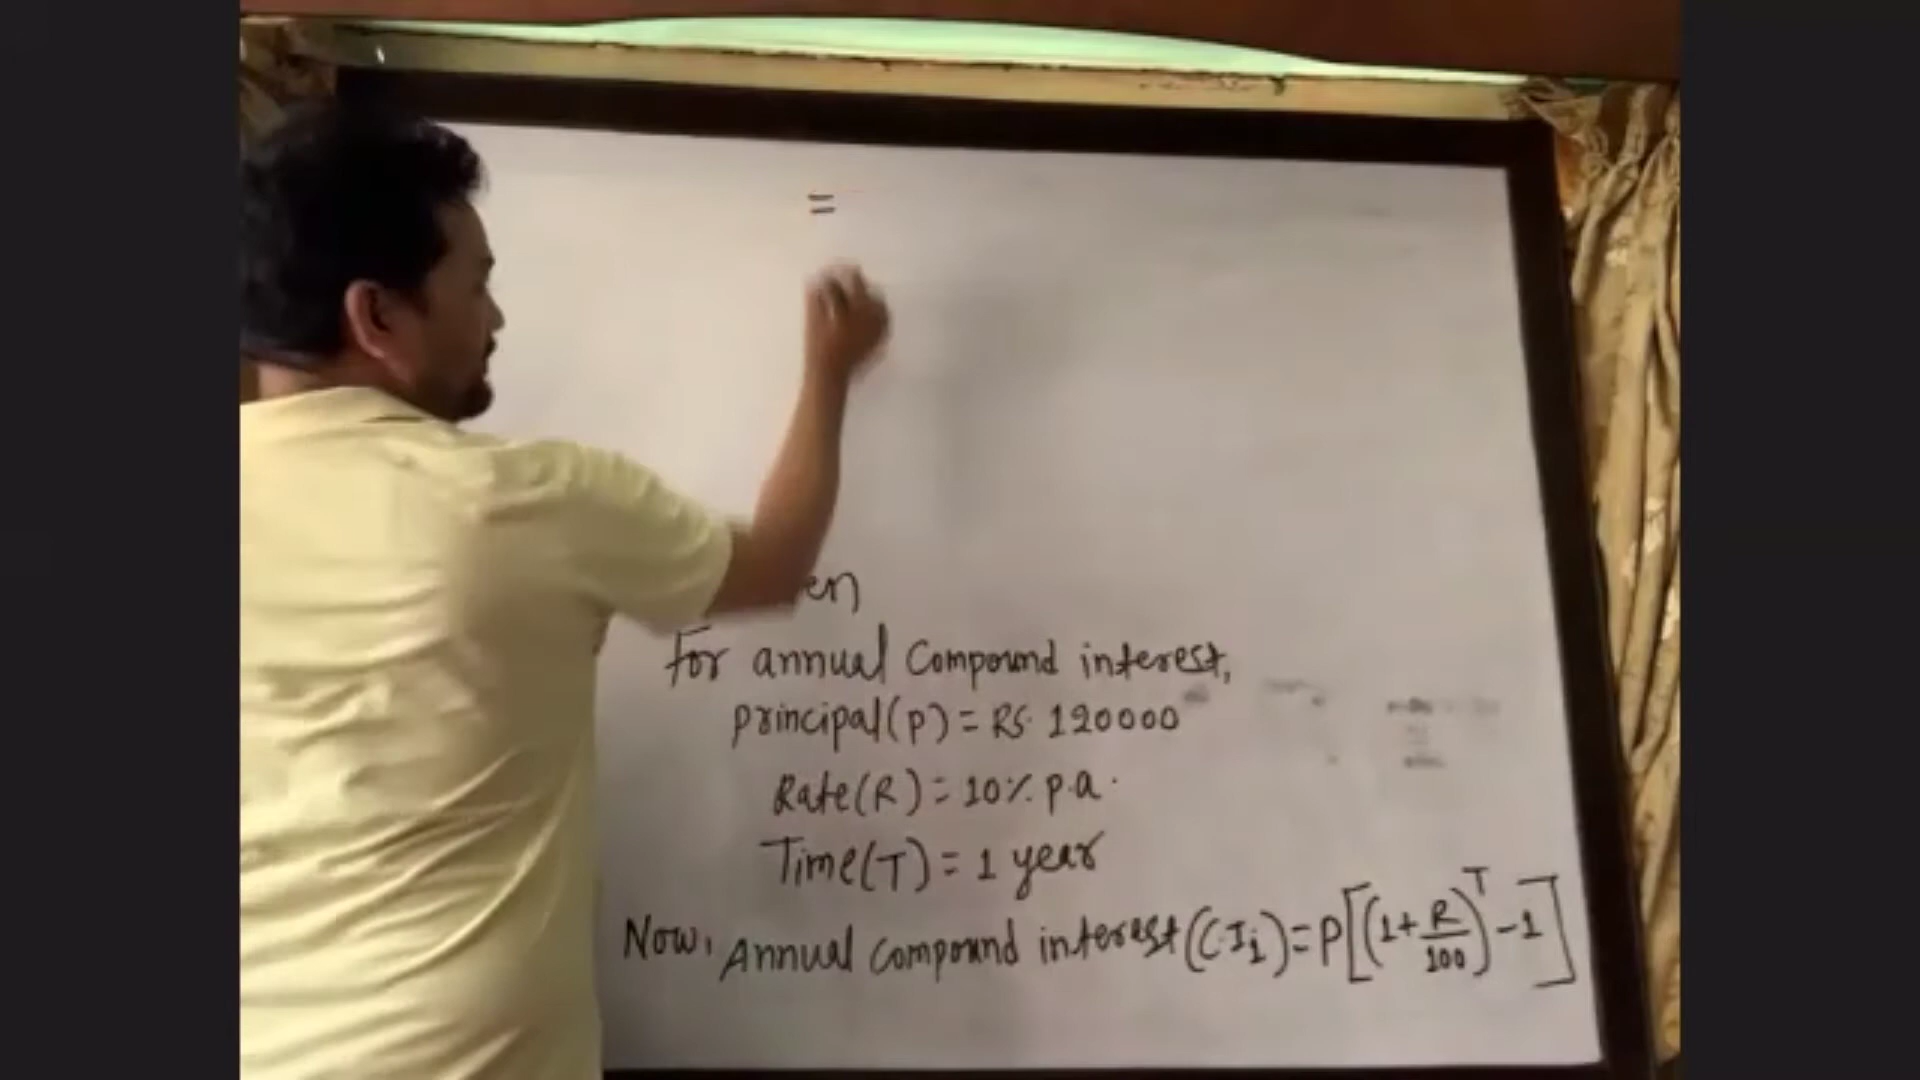 =
en
For annual compound interest,
principal(P) = RS. 120000
Rate(R) = 10% p.a.
Time(T) = 1 year
Now, Annual compound interest (C.I₁) = P[(1+R/100)^T - 1]